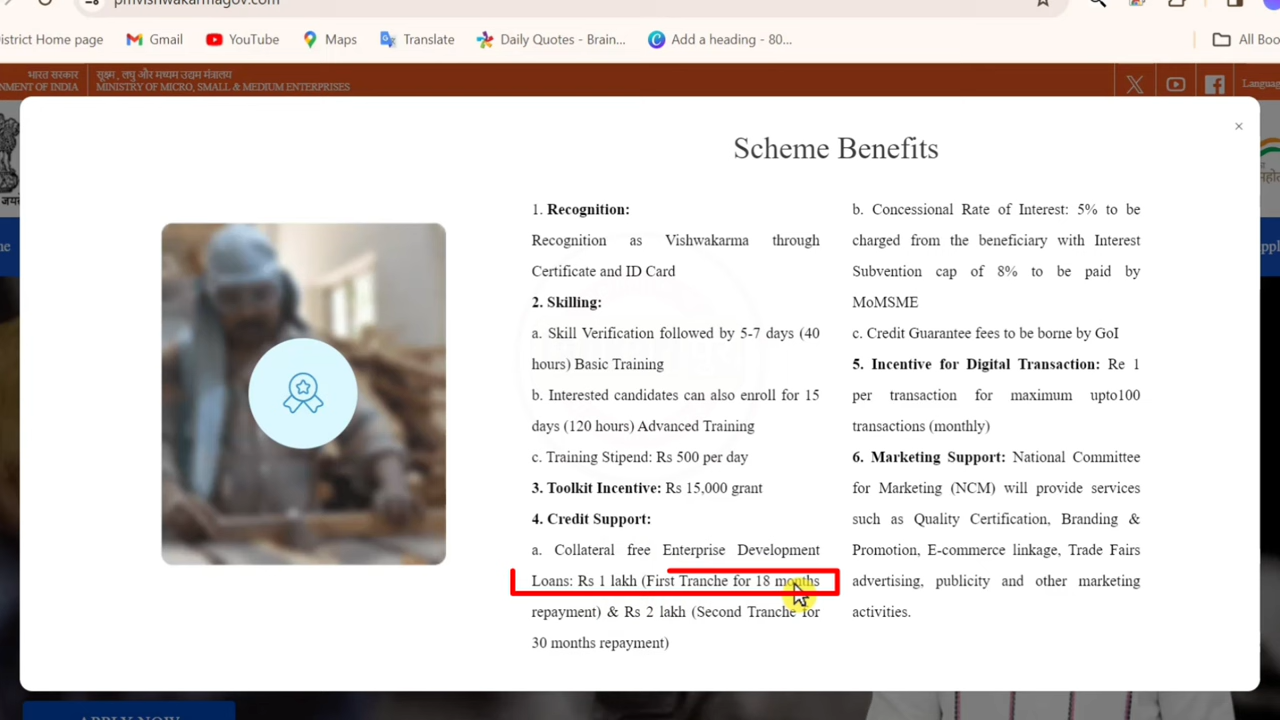 pmvishwakarmagov.com
istrict Home page
Gmail
YouTube
Maps
Translate
Daily Quotes - Brain...
Add a heading - 80...
All Boo
भारत सरकार
NMENT OF INDIA
सूक्ष्म , लघु और मध्यम उद्यम मंत्रालय
MINISTRY OF MICRO, SMALL & MEDIUM ENTERPRISES
Languag
Scheme Benefits
1. Recognition:
Recognition as Vishwakarma through
Certificate and ID Card
2. Skilling:
a. Skill Verification followed by 5-7 days (40
hours) Basic Training
b. Interested candidates can also enroll for 15
days (120 hours) Advanced Training
c. Training Stipend: Rs 500 per day
3. Toolkit Incentive: Rs 15,000 grant
4. Credit Support:
a. Collateral free Enterprise Development
Loans: Rs 1 lakh (First Tranche for 18 months
repayment) & Rs 2 lakh (Second Tranche for
30 months repayment)
b. Concessional Rate of Interest: 5% to be
charged from the beneficiary with Interest
Subvention cap of 8% to be paid by
MoMSME
c. Credit Guarantee fees to be borne by GoI
5. Incentive for Digital Transaction: Re 1
per transaction for maximum upto100
transactions (monthly)
6. Marketing Support: National Committee
for Marketing (NCM) will provide services
such as Quality Certification, Branding &
Promotion, E-commerce linkage, Trade Fairs
advertising, publicity and other marketing
activities.
APPLY NOW